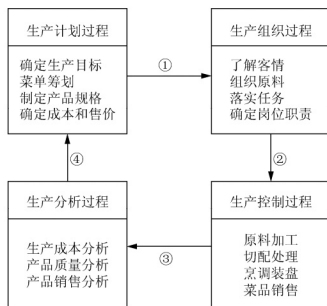 生产计划过程
确定生产目标
菜单筹划
制定产品规格
确定成本和售价
①
生产组织过程
了解客情
组织原料
落实任务
确定岗位职责
②
生产控制过程
原料加工
切配处理
烹调装盘
菜品销售
③
生产分析过程
生产成本分析
产品质量分析
产品销售分析
④